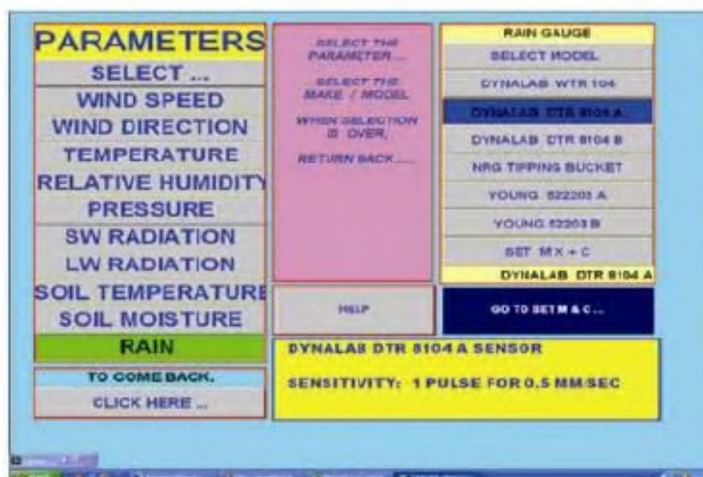 PARAMETERS
SELECT ...
WIND SPEED
WIND DIRECTION
TEMPERATURE
RELATIVE HUMIDITY
PRESSURE
SW RADIATION
LW RADIATION
SOIL TEMPERATURE
SOIL MOISTURE
RAIN
TO COME BACK.
CLICK HERE ...
SELECT THE
PARAMETER....
SELECT THE
MAKE / MODEL
WHEN SELECTION
IS OVER,
RETURN BACK.....
HELP
RAIN GAUGE
SELECT MODEL
DYNALAB WTR 104
DYNALAB DTR 8104 A
DYNALAB DTR 8104 B
NRG TIPPING BUCKET
YOUNG 522203 A
YOUNG 52203 B
SET M X + C
DYNALAB DTR 8104 A
GO TO SET M & C ...
DYNALAB DTR 8104 A SENSOR
SENSITIVITY: 1 PULSE FOR 0.5 MM/SEC